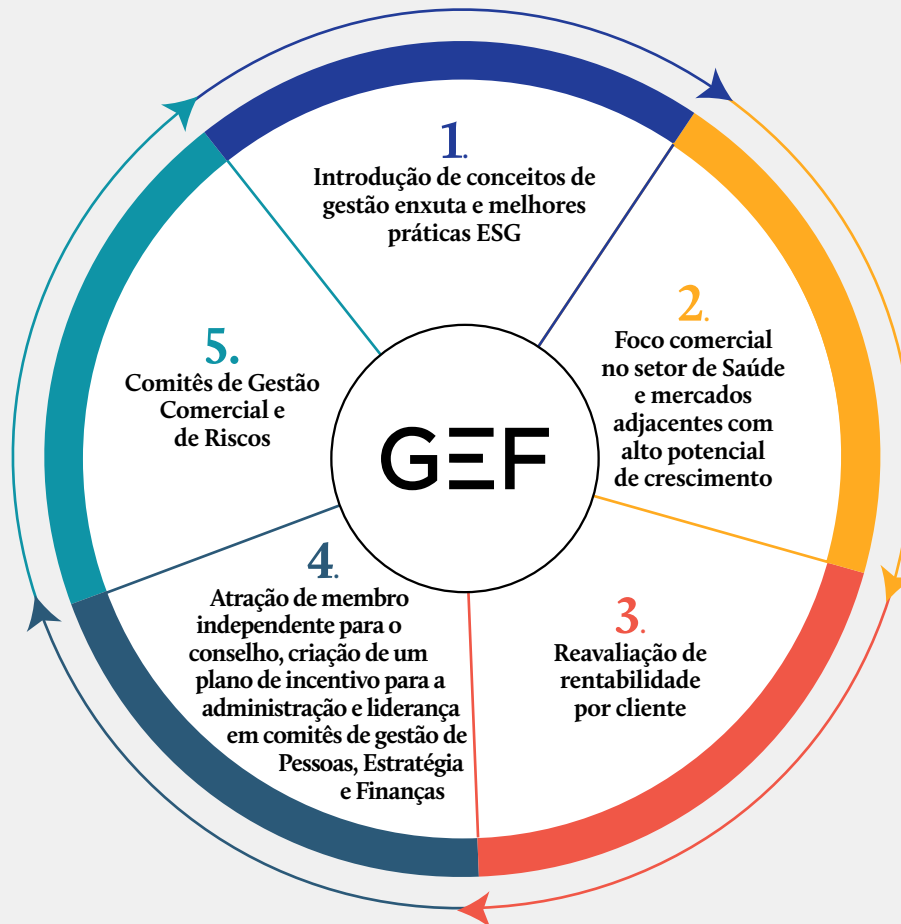 1.
Introdução de conceitos de
gestão enxuta e melhores
práticas ESG
2.
Foco comercial
no setor de Saúde
e mercados
adjacentes com
alto potencial
de crescimento
3.
Reavaliação de
rentabilidade
por cliente
4.
Atração de membro
independente para o
conselho, criação de um
plano de incentivo para a
administração e liderança
em comitês de gestão de
Pessoas, Estratégia
e Finanças
5.
Comitês de Gestão
Comercial e
de Riscos
GEF